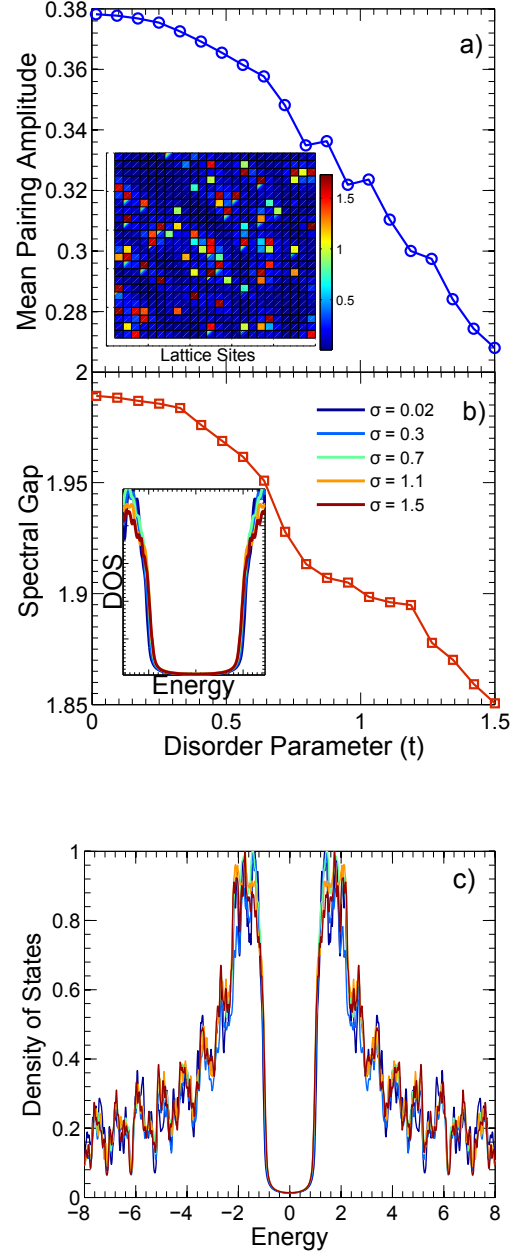 0.38
a)
0.36
0.34
0.32
0.3
0.28
Mean Pairing Amplitude
1.5
1
0.5
Lattice Sites
2
b)
σ = 0.02
σ = 0.3
σ = 0.7
σ = 1.1
σ = 1.5
1.95
1.9
1.85
Spectral Gap
DOS
Energy
0 0.5 1 1.5
Disorder Parameter (t)
c)
1
0.8
0.6
0.4
0.2
0
Density of States
−8 −6 −4 −2 0 2 4 6 8
Energy